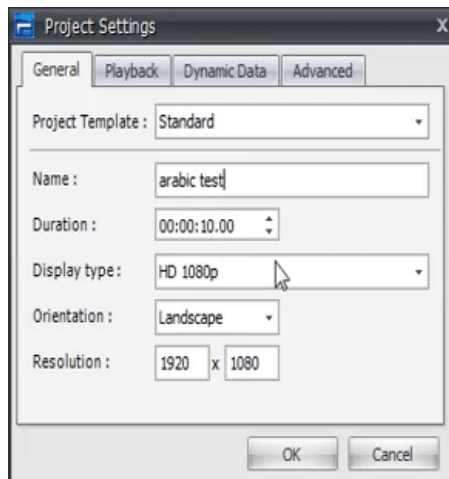 Project Settings X
General Playback Dynamic Data Advanced
Project Template : Standard
Name : arabic test
Duration : 00:00:10.00
Display type : HD 1080p
Orientation : Landscape
Resolution : 1920 x 1080
OK Cancel